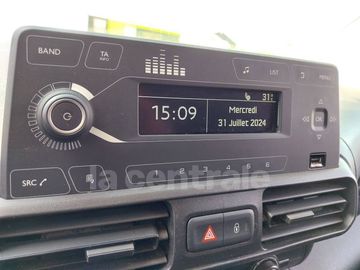 BAND
TA
INFO
LIST
MENU
31°
15:09
Mercredi
31 Juillet 2024
OK
SRC
1 2 3 4 5 6
la centrale